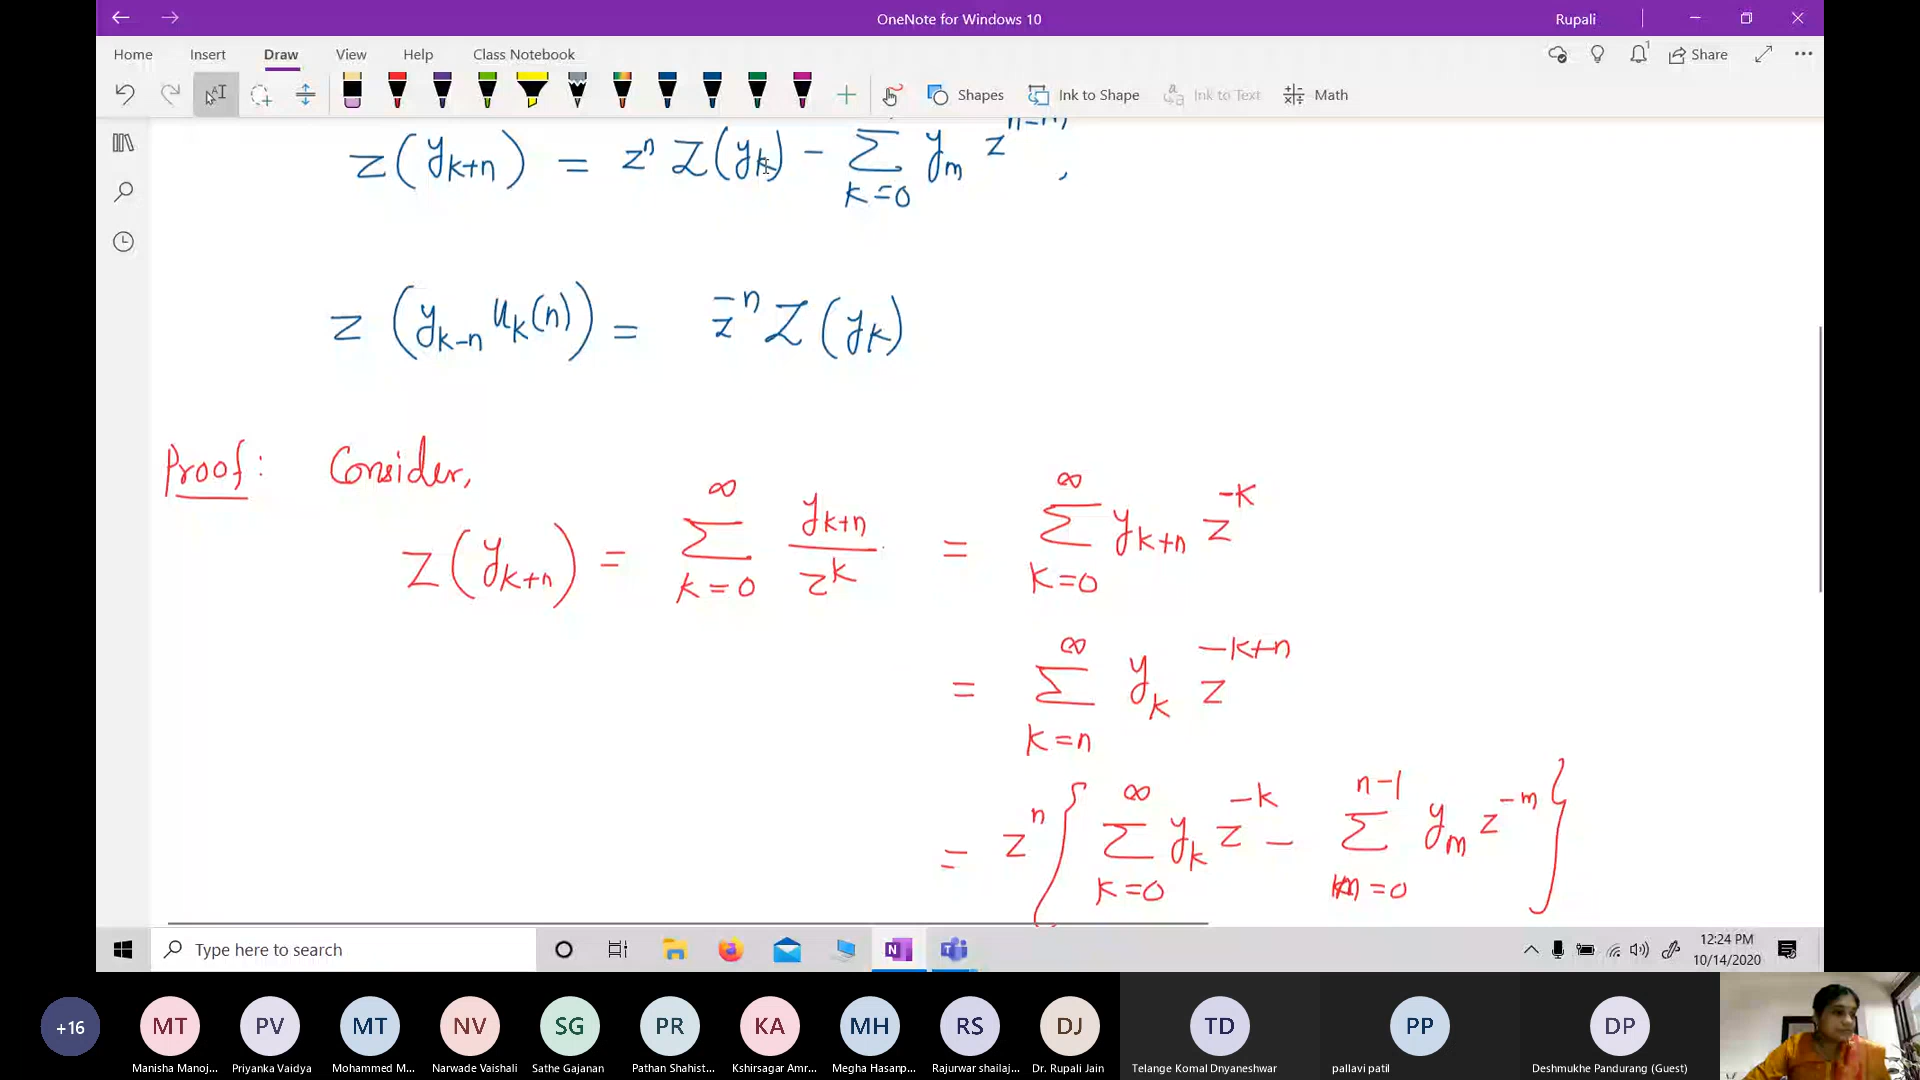 OneNote for Windows 10
Rupali
Home Insert Draw View Help Class Notebook
1 Share
Shapes Ink to Shape Ink to Text Math
z(y_{k+n}) = z^n Z(y_k) - Σ_{k=0} y_m z^{n-m},
z(y_{k-n} u_k(n)) = z^{-n} Z(y_k)
Proof: Consider,
Z(y_{k+n}) = Σ_{k=0}^{∞} y_{k+n}/z^k = Σ_{k=0}^{∞} y_{k+n} z^{-k}
= Σ_{k=n}^{∞} y_k z^{-k+n}
= z^n { Σ_{k=0}^{∞} y_k z^{-k} - Σ_{m=0}^{n-1} y_m z^{-m} }
Type here to search
12:24 PM
10/14/2020
+16 MT PV MT NV SG PR KA MH RS DJ TD PP DP
Manisha Manoj... Priyanka Vaidya Mohammed M... Narwade Vaishali Sathe Gajanan Pathan Shahist... Kshirsagar Amr... Megha Hasanp... Rajurwar shailaj... Dr. Rupali Jain Telange Komal Dnyaneshwar pallavi patil Deshmukhe Pandurang (Guest)